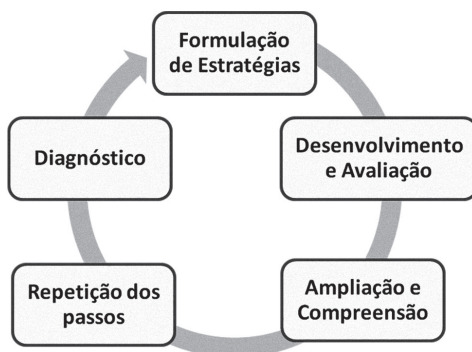 Formulação
de Estratégias
Desenvolvimento
e Avaliação
Ampliação e
Compreensão
Repetição dos
passos
Diagnóstico